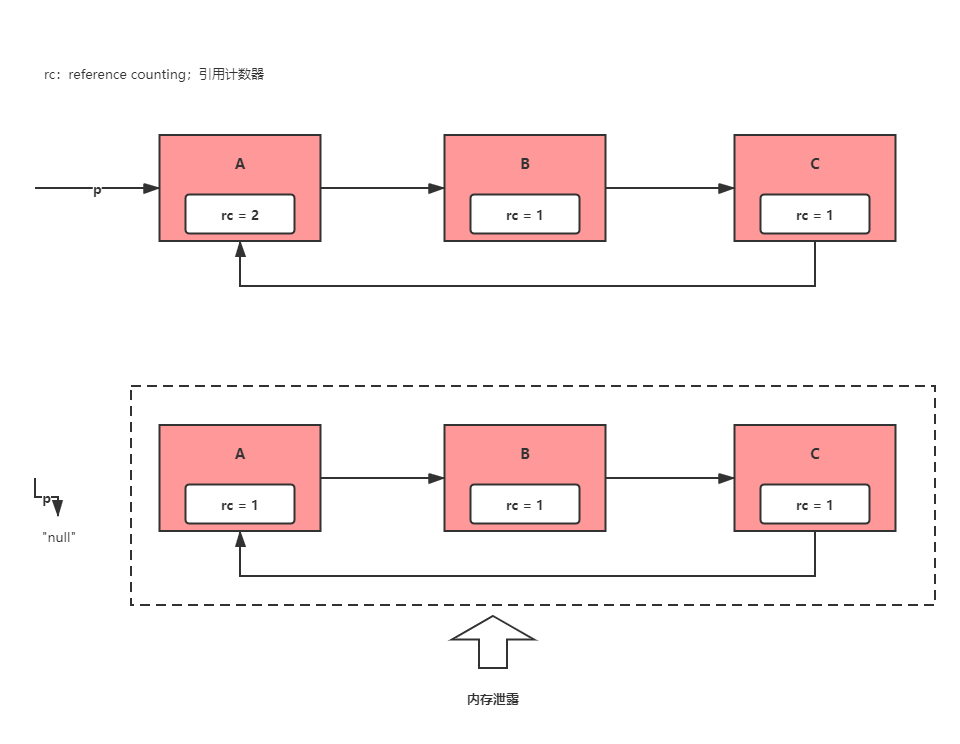 rc：reference counting；引用计数器
A
B
C
p
rc = 2
rc = 1
rc = 1
A
B
C
p
rc = 1
rc = 1
rc = 1
"null"
内存泄露